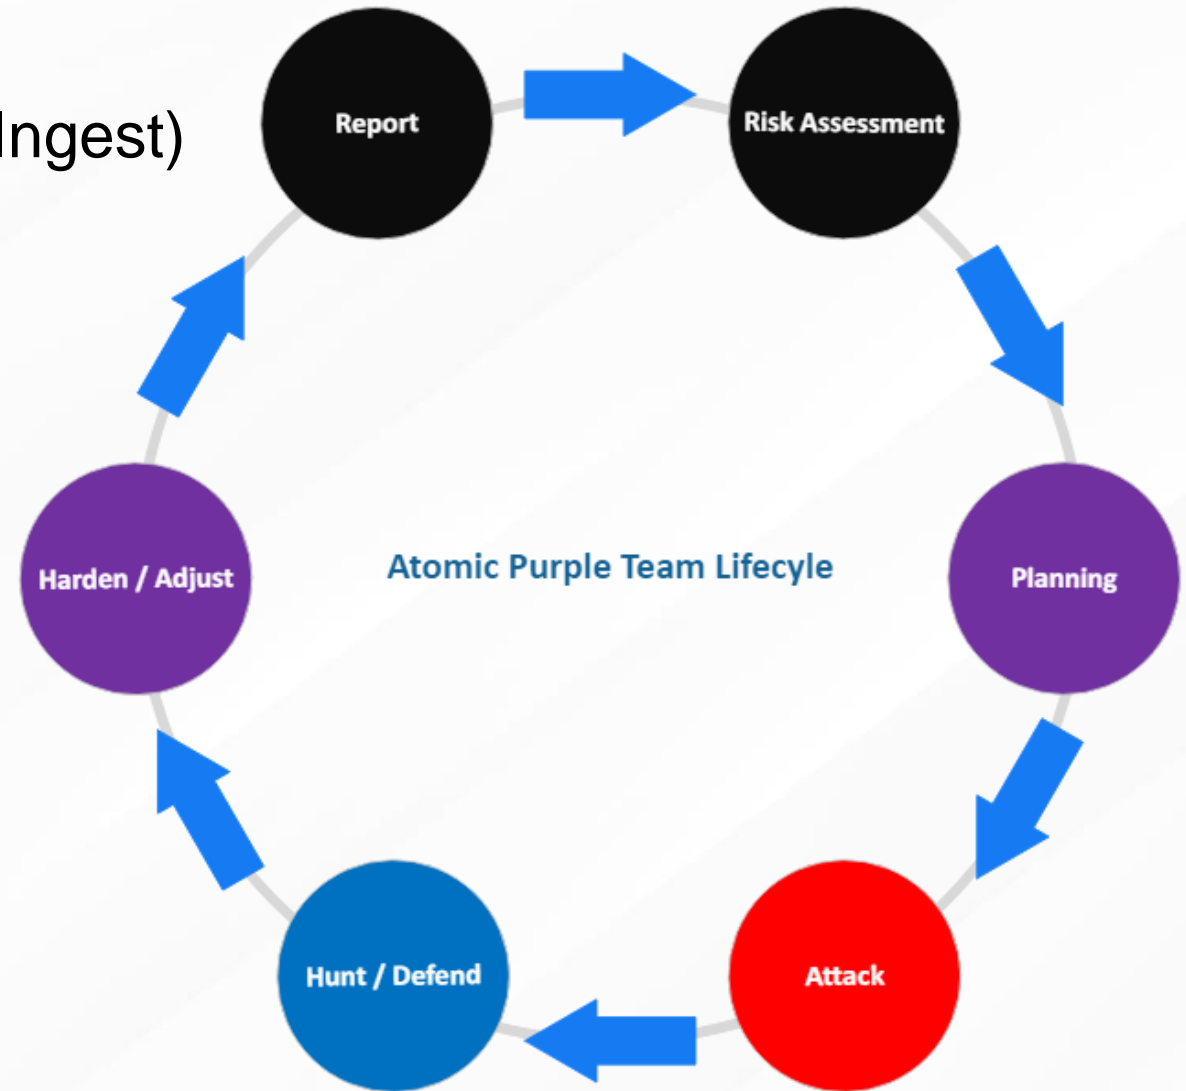 Ingest)
Report
Risk Assessment
Harden / Adjust
Atomic Purple Team Lifecyle
Planning
Hunt / Defend
Attack